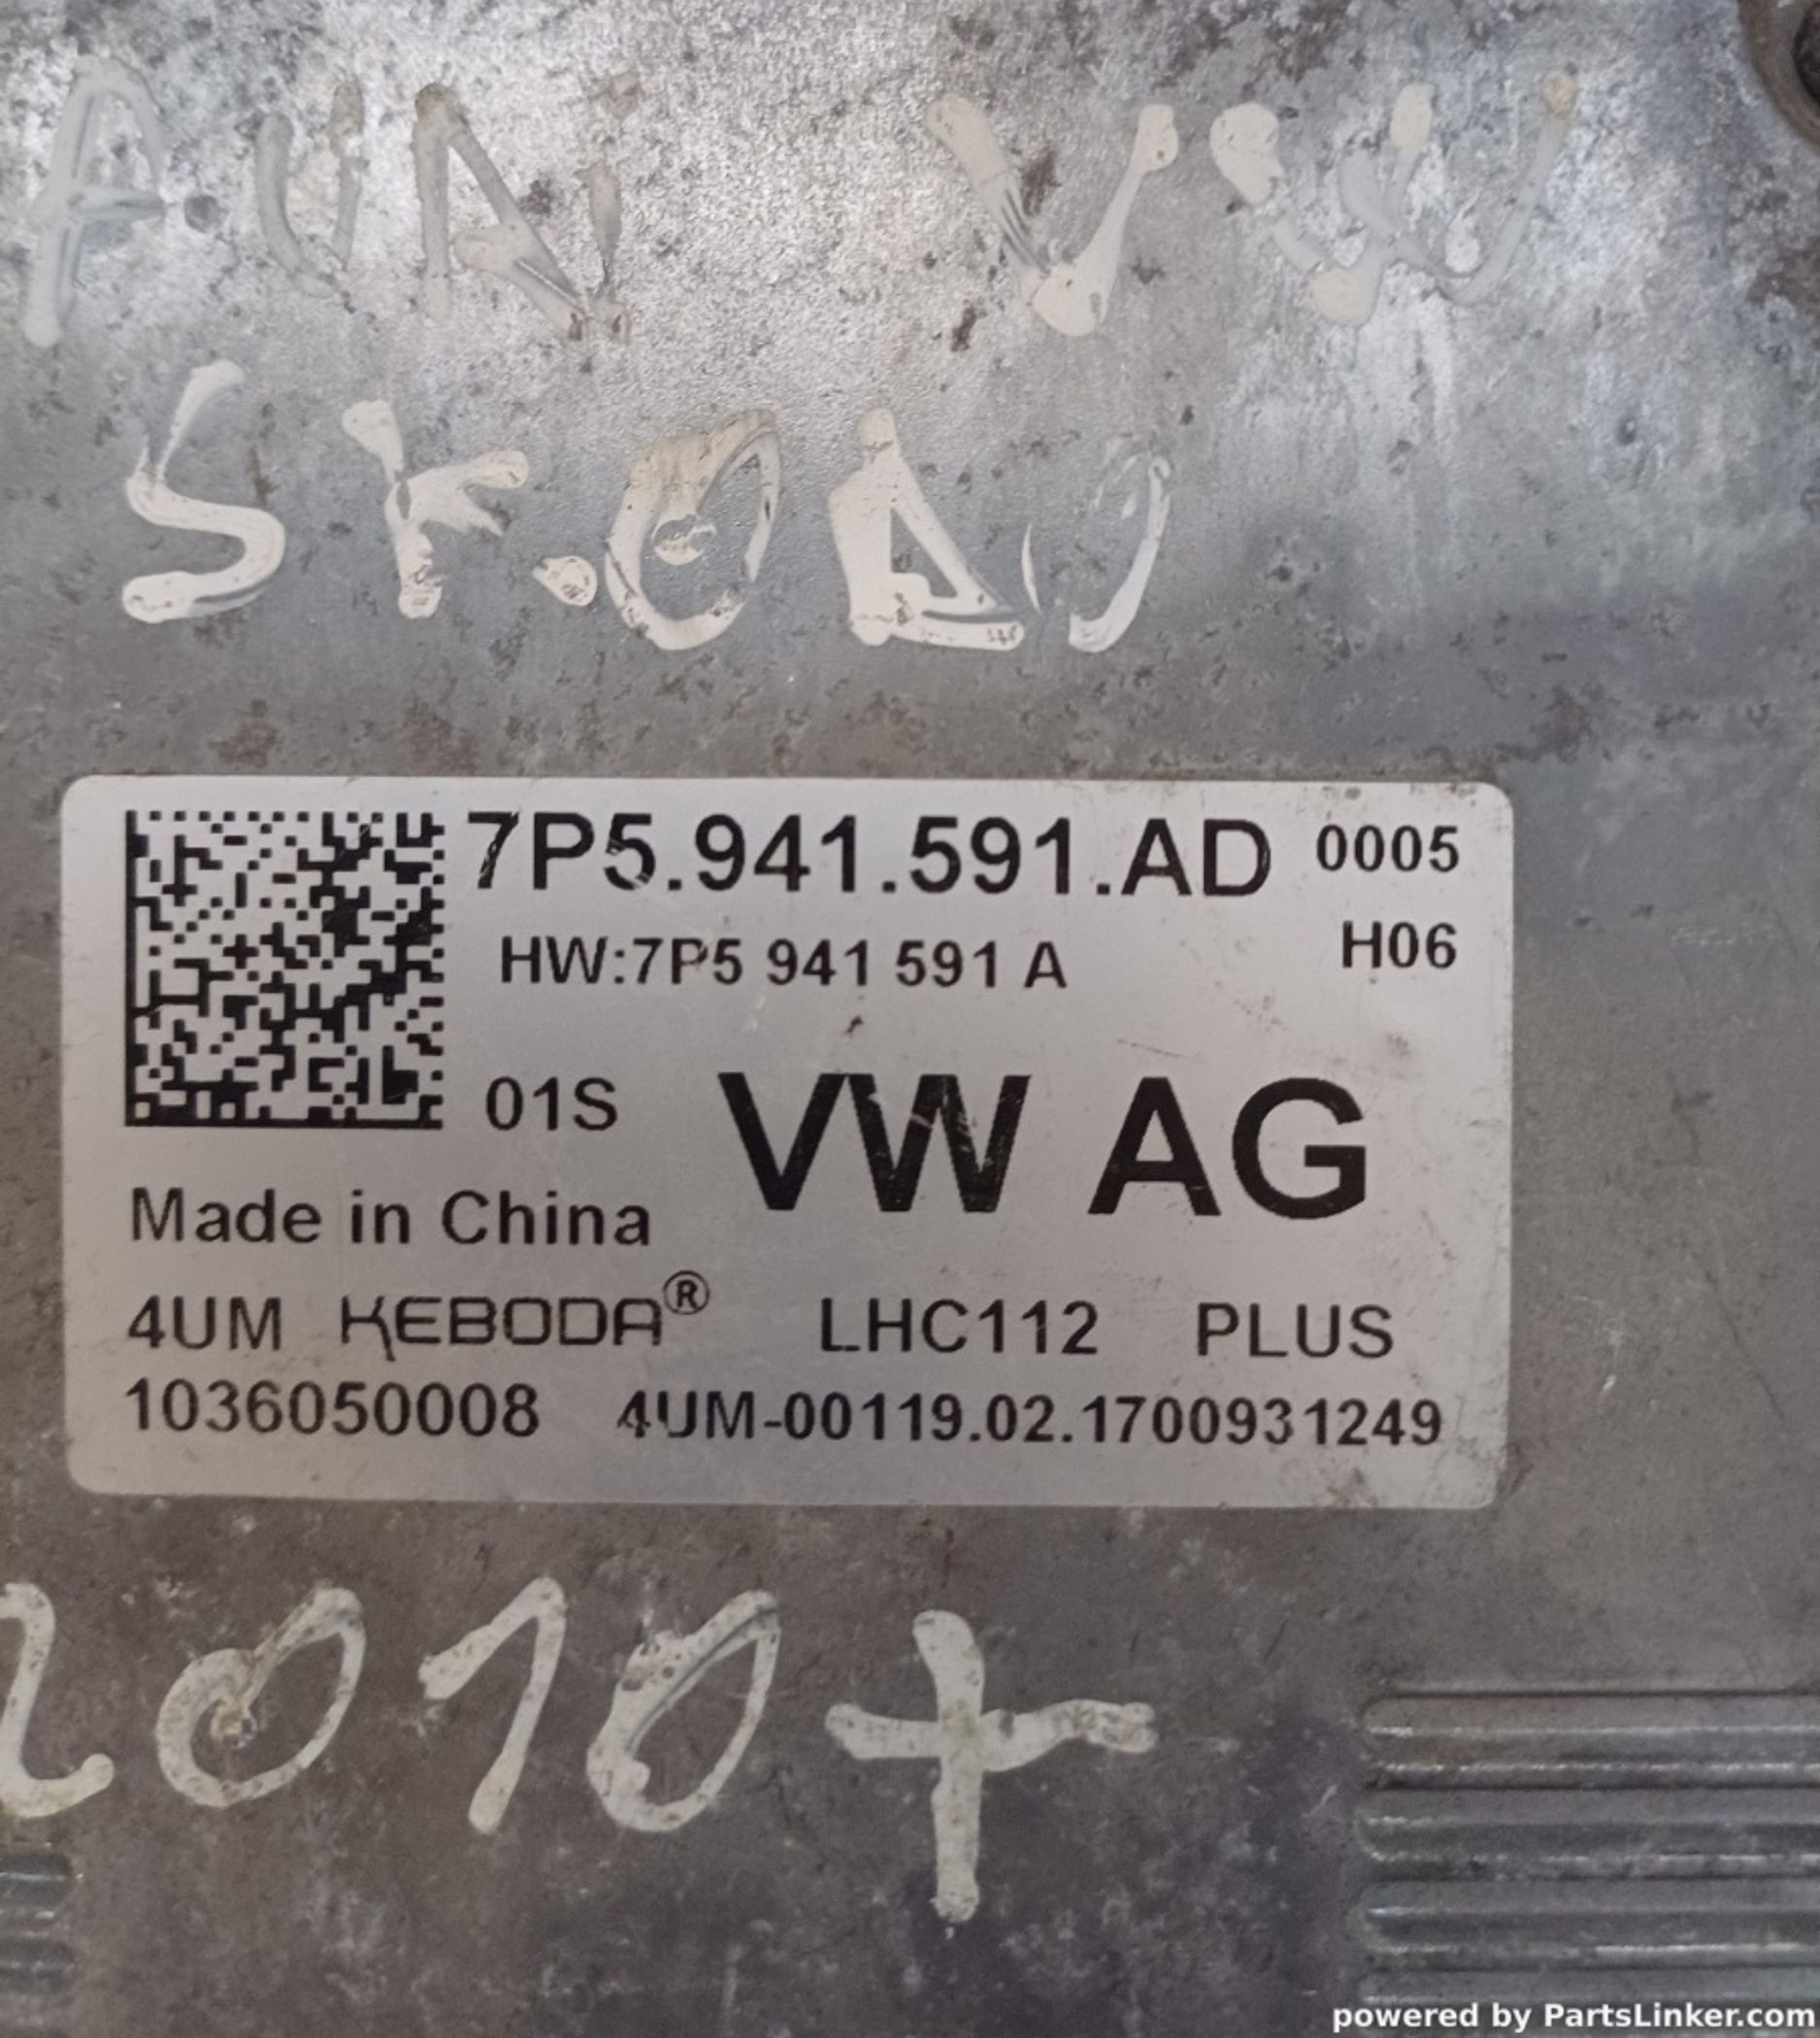 AUDI VW
SKODA
7P5.941.591.AD 0005
HW:7P5 941 591 A H06
01S VW AG
Made in China
4UM KEBODA® LHC112 PLUS
1036050008 4UM-00119.02.1700931249
2010+
powered by PartsLinker.com